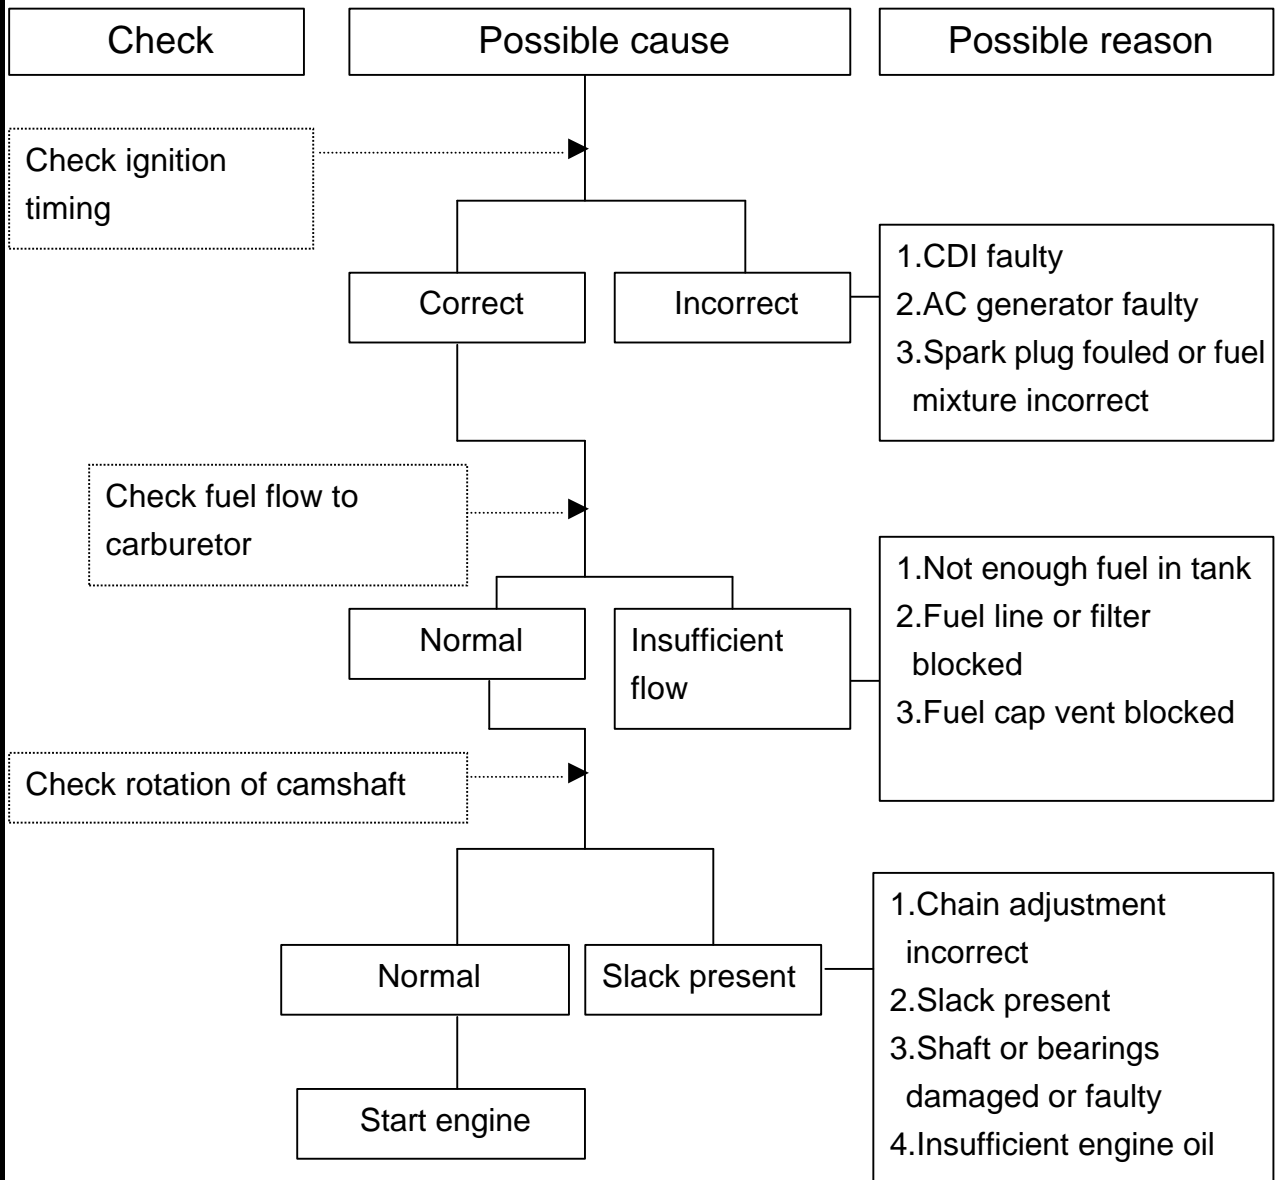 Check
Possible cause
Possible reason
Check ignition
timing
Correct
Incorrect
1.CDI faulty
2.AC generator faulty
3.Spark plug fouled or fuel
mixture incorrect
Check fuel flow to
carburetor
Normal
Insufficient
flow
1.Not enough fuel in tank
2.Fuel line or filter
blocked
3.Fuel cap vent blocked
Check rotation of camshaft
Normal
Slack present
1.Chain adjustment
incorrect
2.Slack present
3.Shaft or bearings
damaged or faulty
4.Insufficient engine oil
Start engine